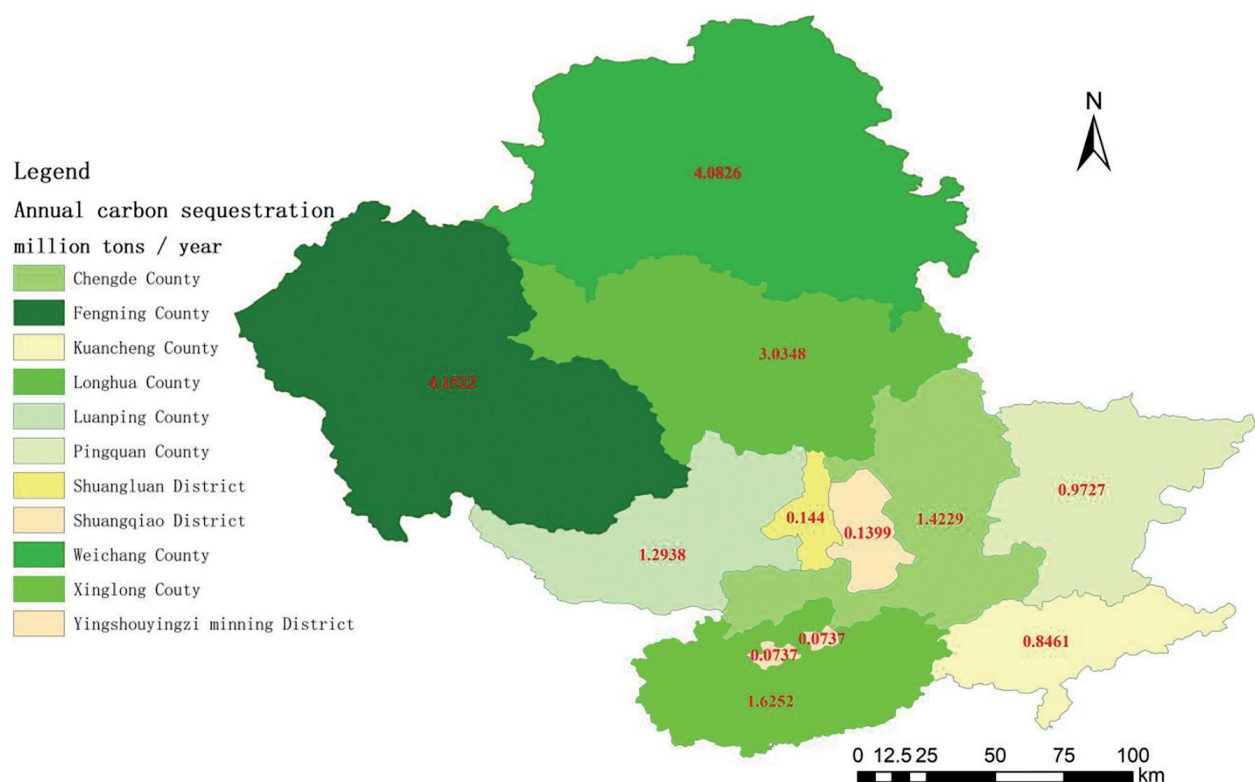 N
Legend
Annual carbon sequestration
million tons / year
Chengde County
Fengning County
Kuancheng County
Longhua County
Luanping County
Pingquan County
Shuangluan District
Shuangqiao District
Weichang County
Xinglong Couty
Yingshouyingzi minning District
4.0826
3.0348
4.1522
0.9727
0.144
1.4229
0.1399
1.2938
0.0737
0.8461
0.0737
1.6252
0 12.5 25 50 75 100
km